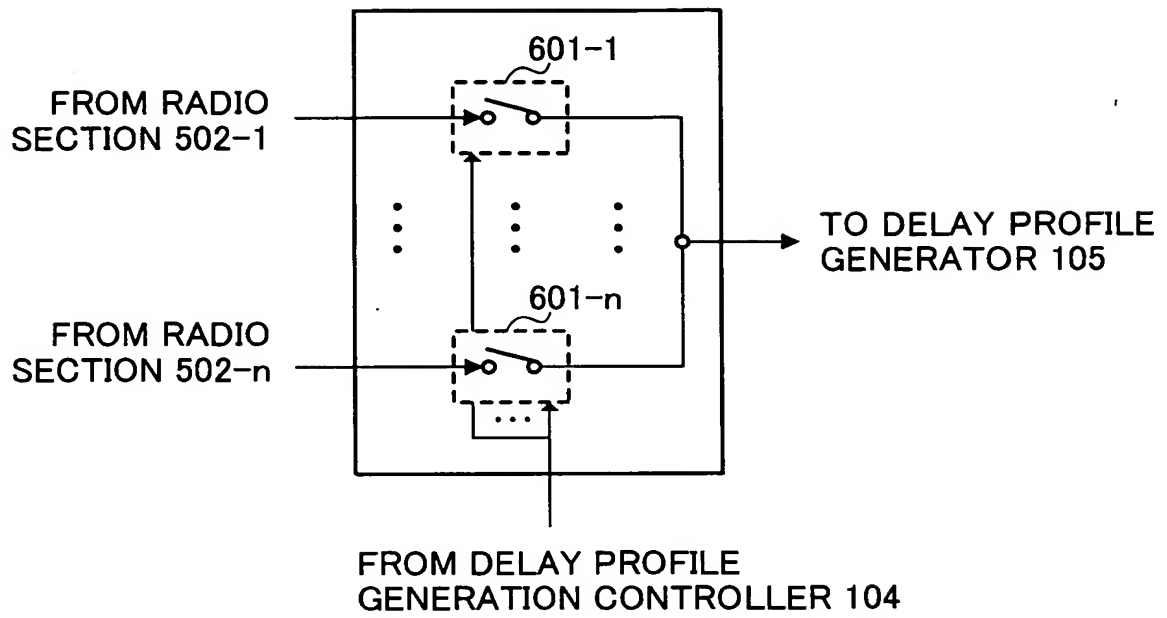 601-1
FROM RADIO
SECTION 502-1
TO DELAY PROFILE
GENERATOR 105
601-n
FROM RADIO
SECTION 502-n
FROM DELAY PROFILE
GENERATION CONTROLLER 104